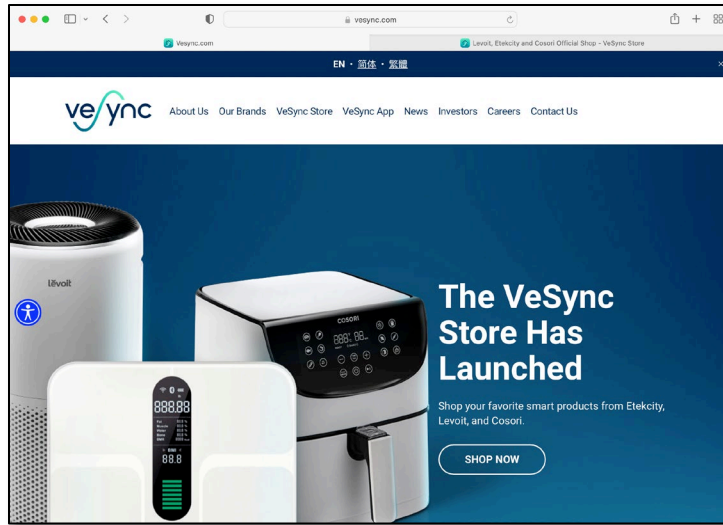 vesync.com
Vesync.com
Levoit, Etekcity and Cosori Official Shop - VeSync Store
EN · 简体 · 繁體
vesync
About Us Our Brands VeSync Store VeSync App News Investors Careers Contact Us
The VeSync
Store Has
Launched
Shop your favorite smart products from Etekcity,
Levoit, and Cosori.
SHOP NOW
Levoit
COSORI
888.88
88.8